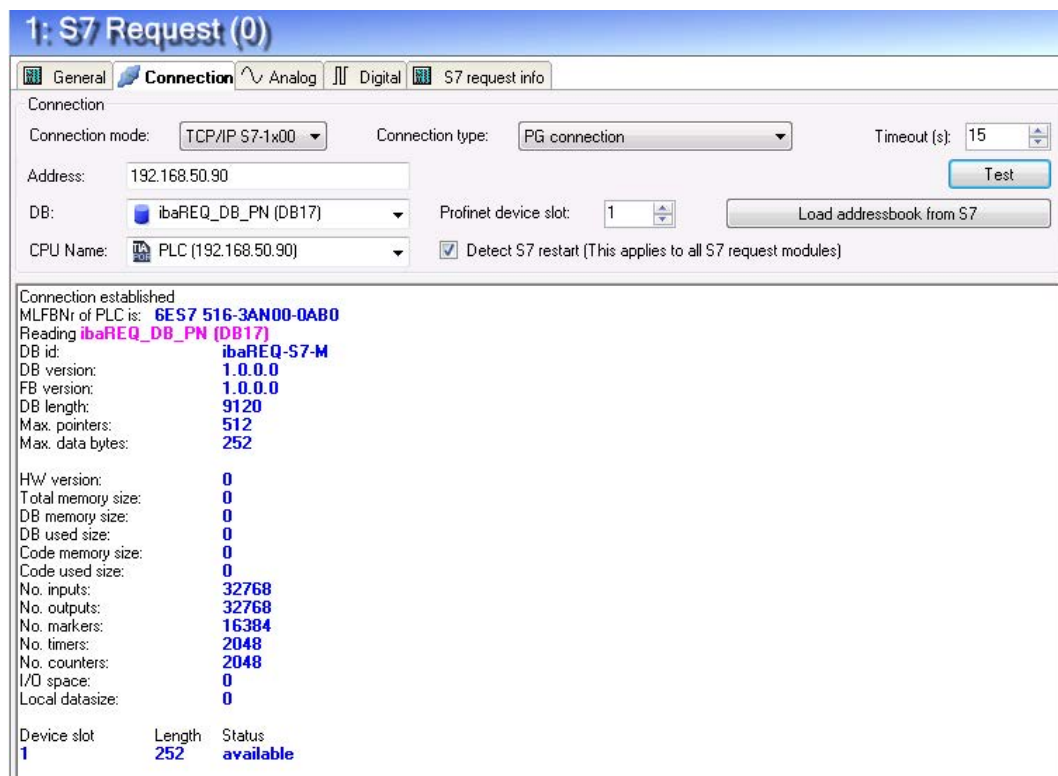 1: S7 Request (0)
General Connection Analog Digital S7 request info
Connection
Connection mode: TCP/IP S7-1x00 Connection type: PG connection Timeout (s): 15
Address: 192.168.50.90 Test
DB: ibaREQ_DB_PN (DB17) Profinet device slot: 1 Load addressbook from S7
CPU Name: PLC (192.168.50.90) Detect S7 restart (This applies to all S7 request modules)
Connection established
MLFBNr of PLC is: 6ES7 516-3AN00-0AB0
Reading ibaREQ_DB_PN (DB17)
DB id: ibaREQ-S7-M
DB version: 1.0.0.0
FB version: 1.0.0.0
DB length: 9120
Max. pointers: 512
Max. data bytes: 252
HW version: 0
Total memory size: 0
DB memory size: 0
DB used size: 0
Code memory size: 0
Code used size: 0
No. inputs: 32768
No. outputs: 32768
No. markers: 16384
No. timers: 2048
No. counters: 2048
I/O space: 0
Local datasize: 0
Device slot Length Status
1 252 available